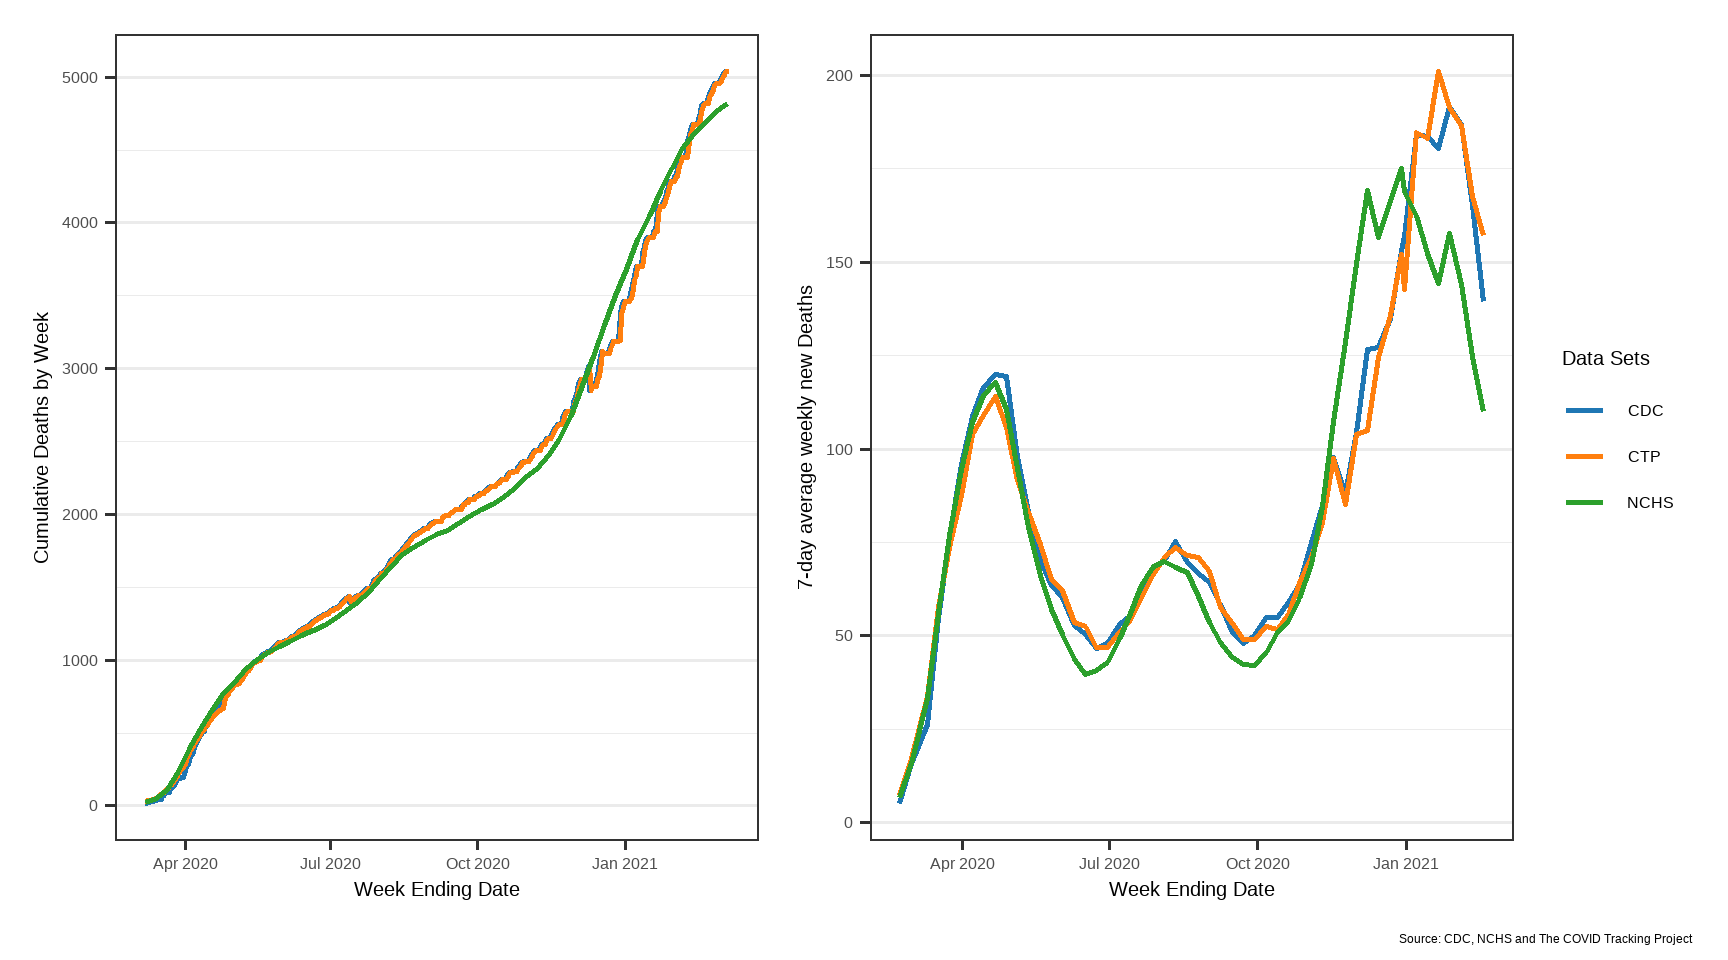 Cumulative Deaths by Week
5000
4000
3000
2000
1000
0
Apr 2020 Jul 2020 Oct 2020 Jan 2021
Week Ending Date
7-day average weekly new Deaths
200
150
100
50
0
Apr 2020 Jul 2020 Oct 2020 Jan 2021
Week Ending Date
Data Sets
CDC
CTP
NCHS
Source: CDC, NCHS and The COVID Tracking Project